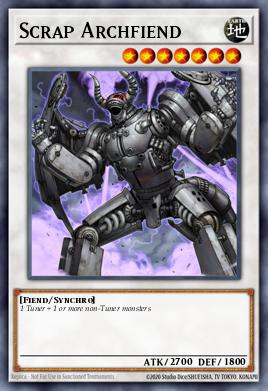 SCRAP ARCHFIEND
EARTH
地
[FIEND/SYNCHRO]
1 Tuner + 1 or more non-Tuner monsters
ATK/2700 DEF/1800
Replica - Not For Use in Sanctioned Tournaments
©2020 Studio Dice/SHUEISHA, TV TOKYO, KONAMI